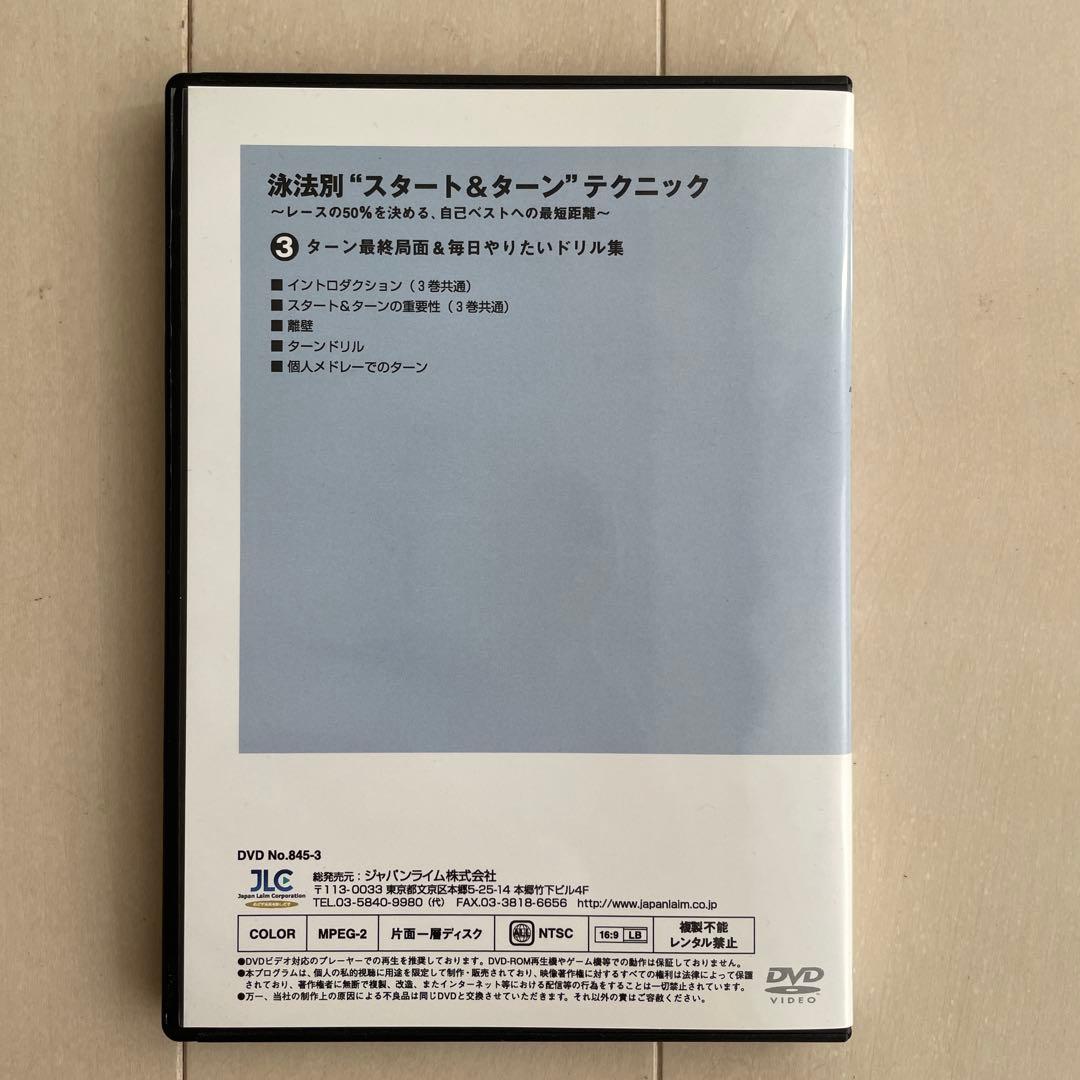 泳法別“スタート&ターン”テクニック
～レースの50%を決める、自己ベストへの最短距離～
3 ターン最終局面&毎日やりたいドリル集
■ イントロダクション(3巻共通)
■ スタート&ターンの重要性(3巻共通)
■ 離壁
■ ターンドリル
■ 個人メドレーでのターン
DVD No.845-3
JLC
Japan Laim Corporation
総発売元:ジャパンライム株式会社
〒113-0033 東京都文京区本郷5-25-14 本郷竹下ビル4F
TEL.03-5840-9980(代) FAX.03-3818-6656 http://www.japanlaim.co.jp
COLOR MPEG-2 片面一層ディスク ALL NTSC 16:9 LB 複製不能
レンタル禁止
●DVDビデオ対応のプレーヤーでの再生を推奨しております。DVD-ROM再生機やゲーム機等での動作は保証しておりません。
●本プログラムは、個人の私的視聴に用途を限定して制作・販売されており、映像著作権に対するすべての権利は法律によって保護
されており、著作権者に無断で複製、改造、またインターネット等における配信等の行為をすることは一切禁止されています。
●万一、当社の制作上の原因による不良品は同じDVDと交換させていただきます。それ以外の責はご容赦ください。
DVD
VIDEO